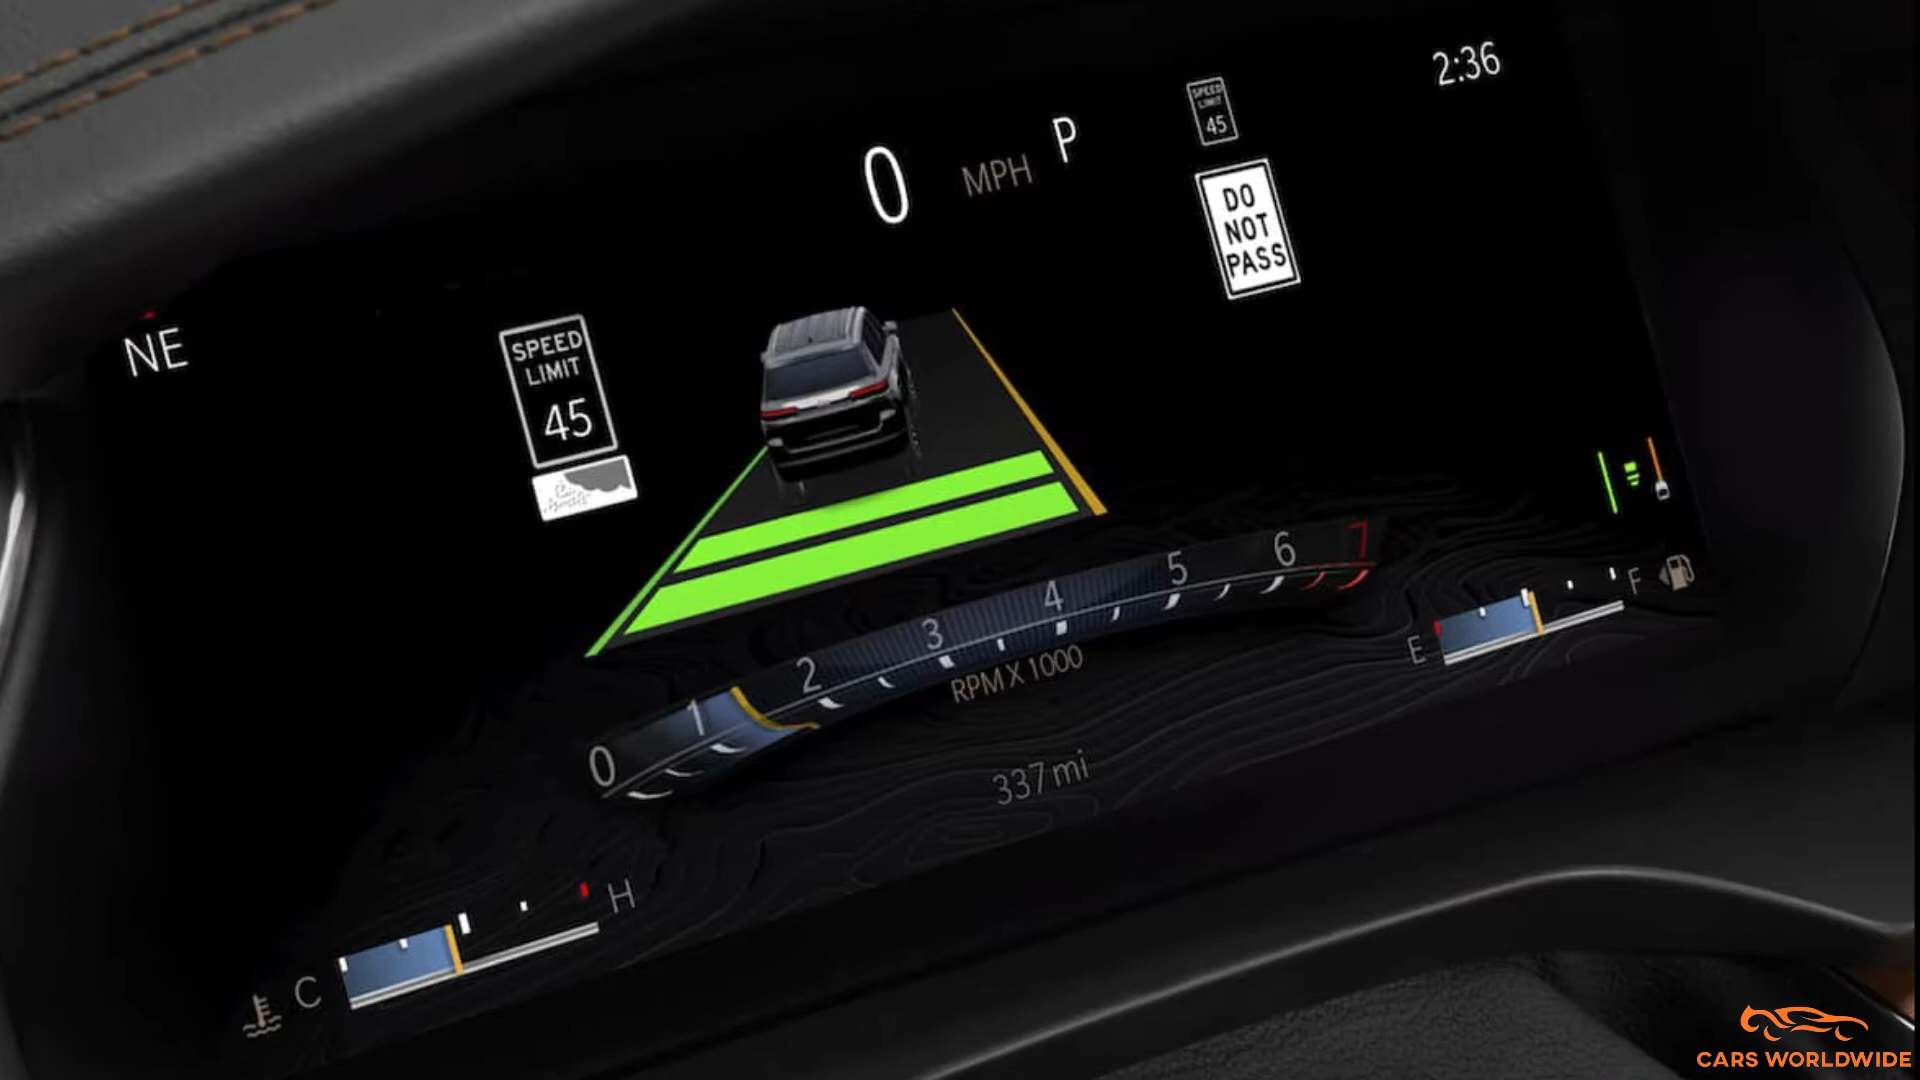 2:36
SPEED
LIMIT
45
0 MPH P
DO
NOT
PASS
NE
SPEED
LIMIT
45
0 1 2 3 4 5 6 7
RPM X 1000
E F
337 mi
C H
CARS WORLDWIDE